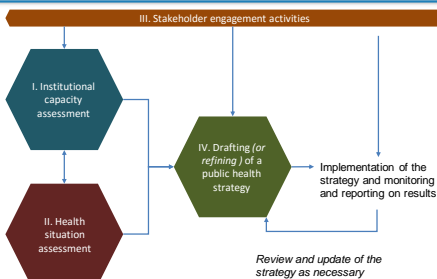 III. Stakeholder engagement activities
I. Institutional
capacity
assessment
IV. Drafting (or
refining ) of a
public health
strategy
Implementation of the
strategy and monitoring
and reporting on results
II. Health
situation
assessment
Review and update of the
strategy as necessary